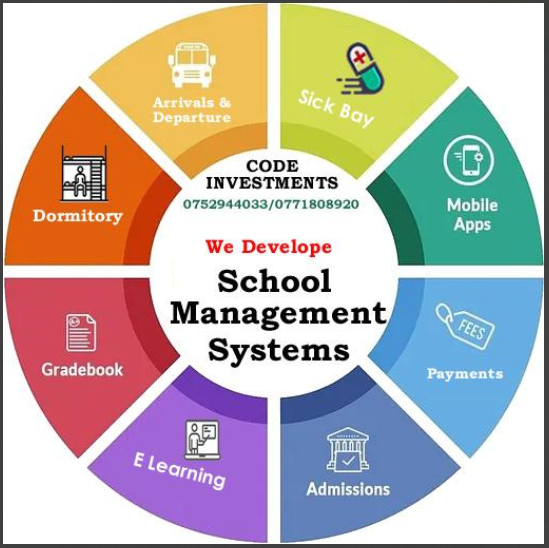 Arrivals &
Departure
Sick Bay
Mobile
Apps
FEES
Payments
Admissions
E Learning
Gradebook
Dormitory
CODE
INVESTMENTS
0752944033/0771808920
We Develope
School
Management
Systems